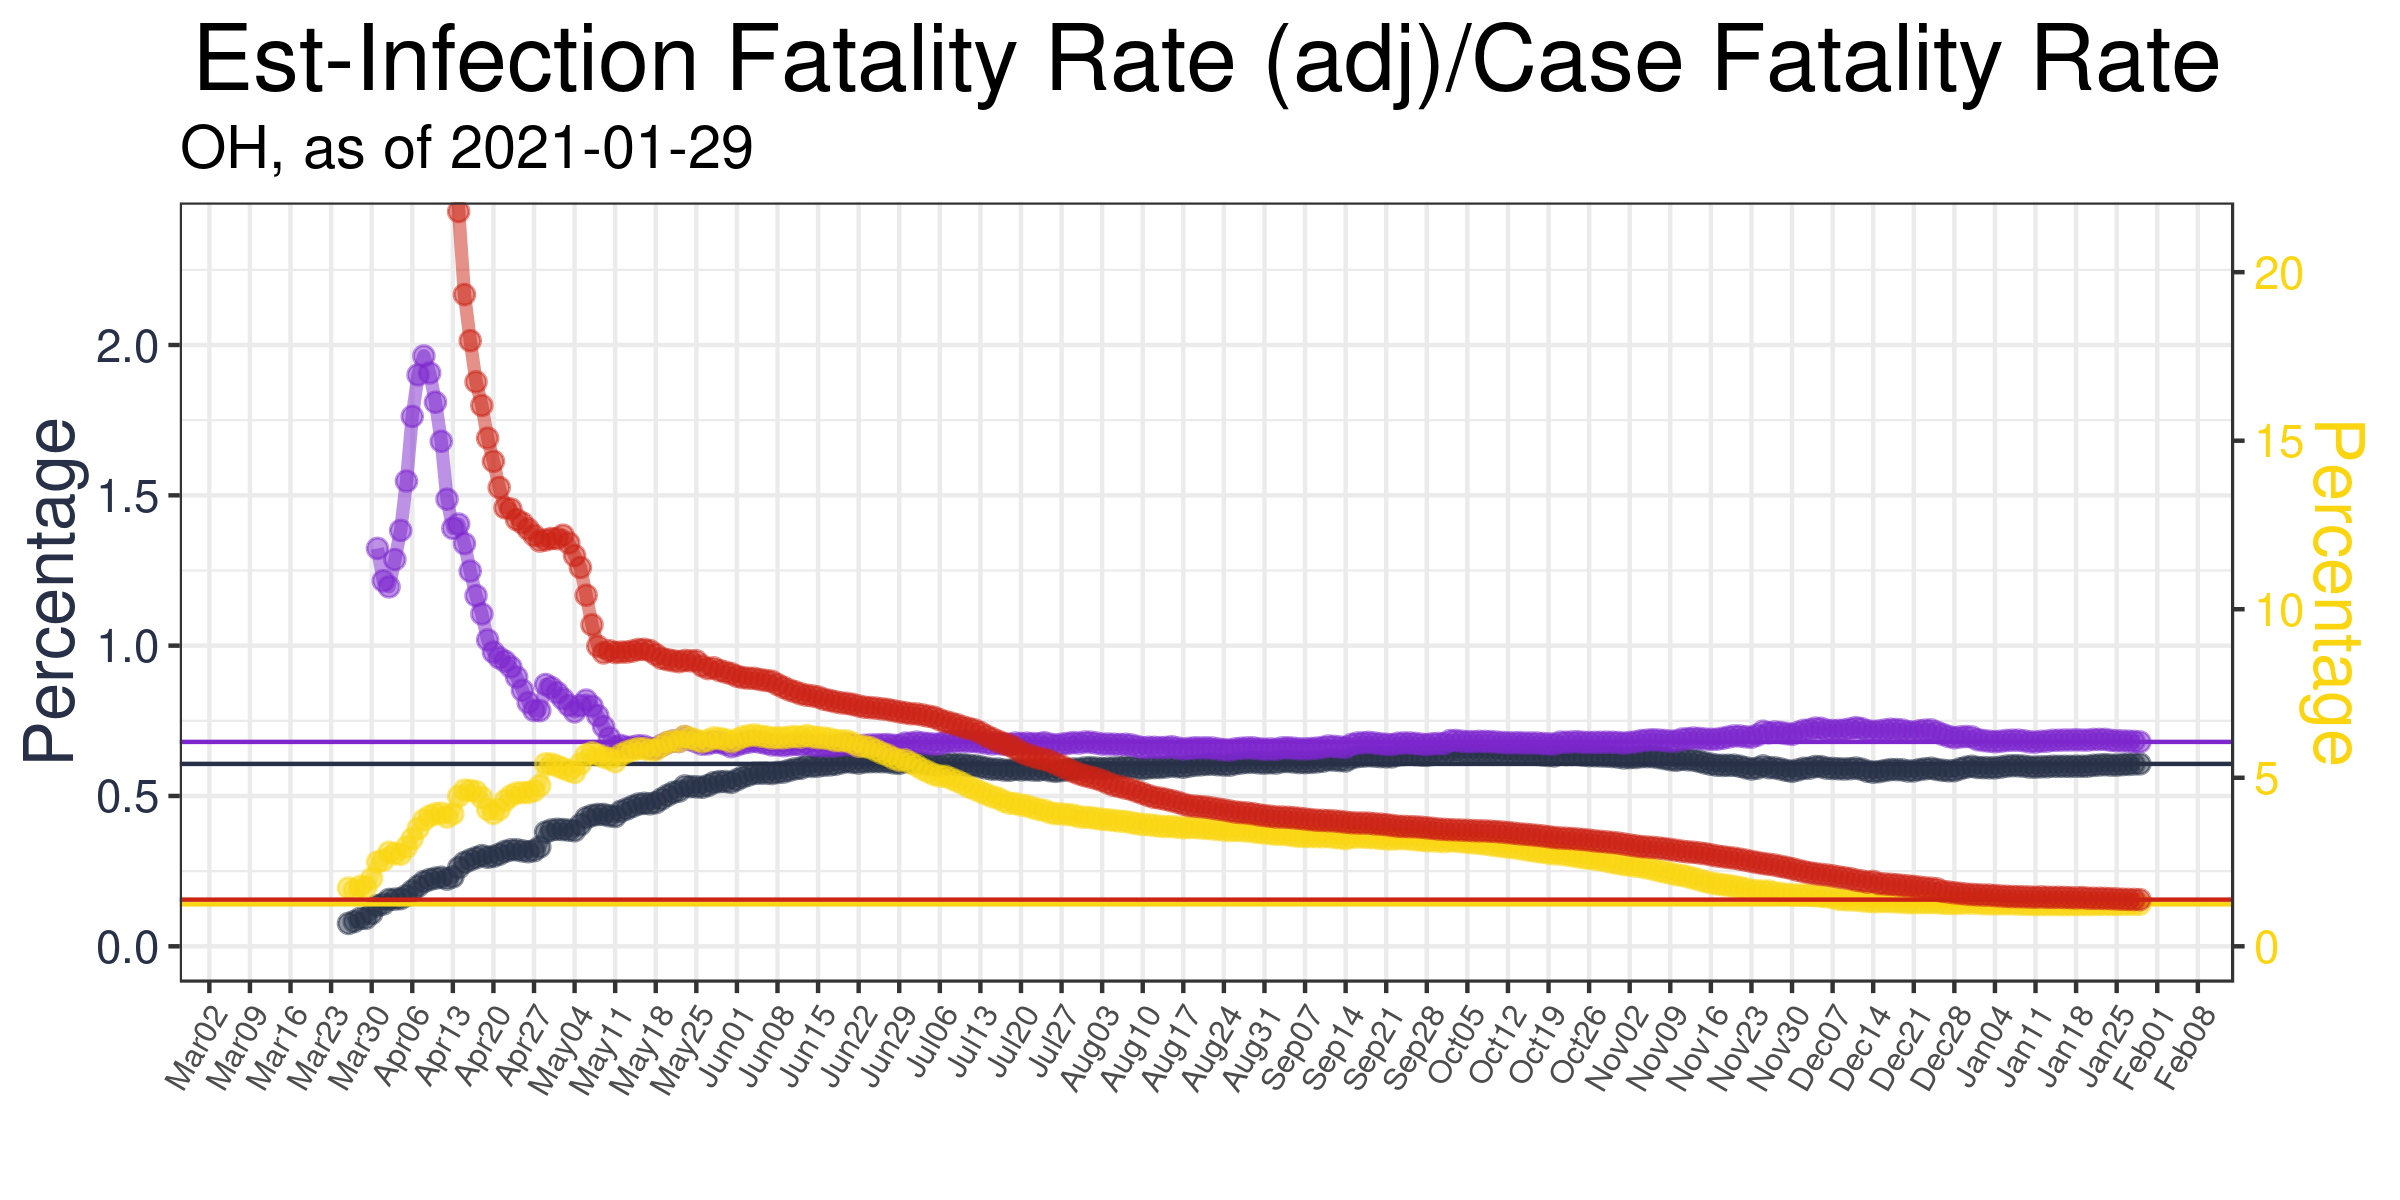 Est-Infection Fatality Rate (adj)/Case Fatality Rate
OH, as of 2021-01-29
Percentage
2.0
1.5
1.0
0.5
0.0
20
15
10
5
0
Percentage
Mar02
Mar09
Mar16
Mar23
Mar30
Apr06
Apr13
Apr20
Apr27
May04
May11
May18
May25
Jun01
Jun08
Jun15
Jun22
Jun29
Jul06
Jul13
Jul20
Jul27
Aug03
Aug10
Aug17
Aug24
Aug31
Sep07
Sep14
Sep21
Sep28
Oct05
Oct12
Oct19
Oct26
Nov02
Nov09
Nov16
Nov23
Nov30
Dec07
Dec14
Dec21
Dec28
Jan04
Jan11
Jan18
Jan25
Feb01
Feb08